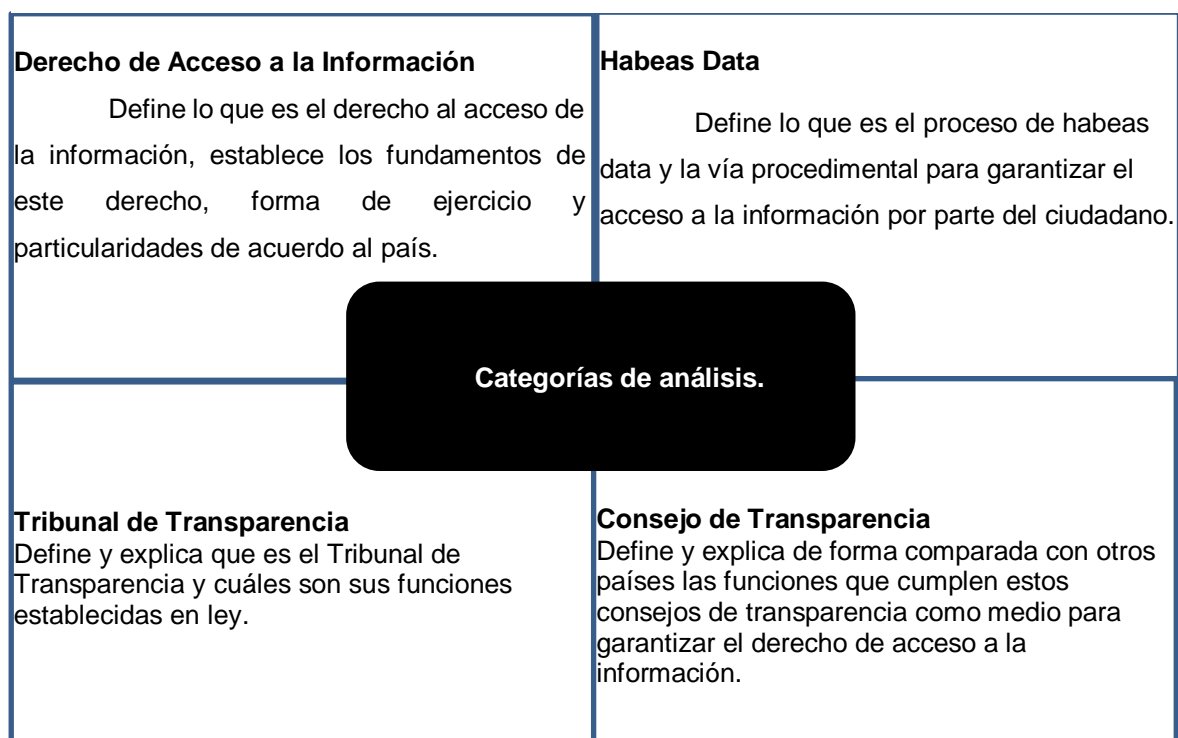 Derecho de Acceso a la Información
Define lo que es el derecho al acceso de
la información, establece los fundamentos de
este derecho, forma de ejercicio y
particularidades de acuerdo al país.
Habeas Data
Define lo que es el proceso de habeas
data y la vía procedimental para garantizar el
acceso a la información por parte del ciudadano.
Categorías de análisis.
Tribunal de Transparencia
Define y explica que es el Tribunal de
Transparencia y cuáles son sus funciones
establecidas en ley.
Consejo de Transparencia
Define y explica de forma comparada con otros
países las funciones que cumplen estos
consejos de transparencia como medio para
garantizar el derecho de acceso a la
información.